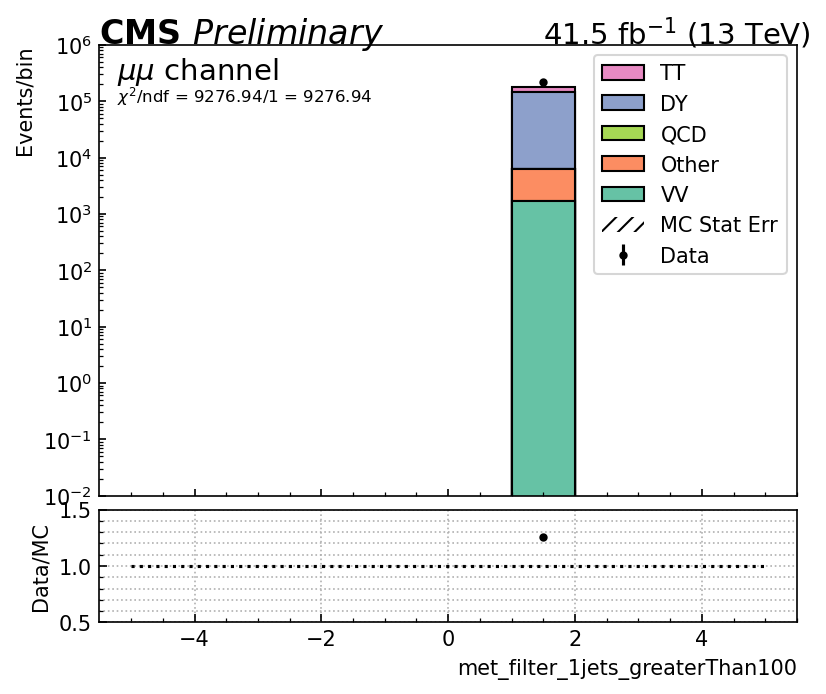 CMS Preliminary 41.5 fb⁻¹ (13 TeV)
μμ channel
χ²/ndf = 9276.94/1 = 9276.94
Events/bin
10⁶
10⁵
10⁴
10³
10²
10¹
10⁰
10⁻¹
10⁻²
TT
DY
QCD
Other
VV
MC Stat Err
Data
Data/MC
1.5
1.0
0.5
−4 −2 0 2 4
met_filter_1jets_greaterThan100